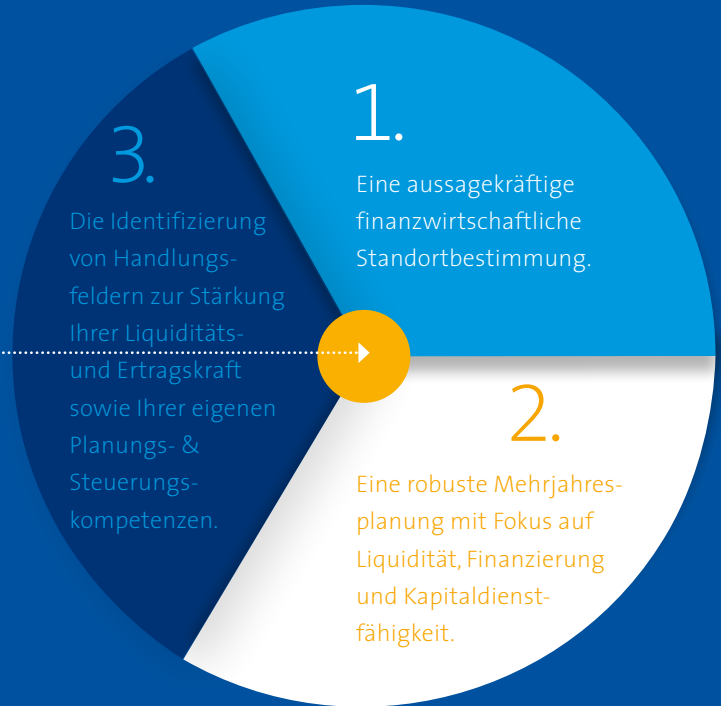 1.
Eine aussagekräftige
finanzwirtschaftliche
Standortbestimmung.
2.
Eine robuste Mehrjahres-
planung mit Fokus auf
Liquidität, Finanzierung
und Kapitaldienst-
fähigkeit.
3.
Die Identifizierung
von Handlungs-
feldern zur Stärkung
Ihrer Liquiditäts-
und Ertragskraft
sowie Ihrer eigenen
Planungs- &
Steuerungs-
kompetenzen.